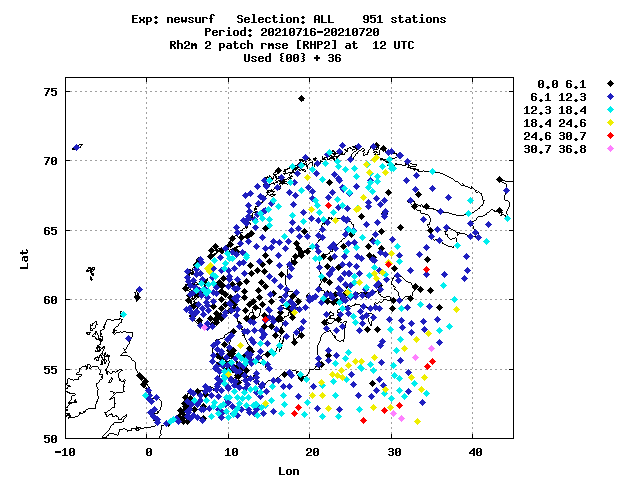 Exp: newsurf   Selection: ALL    951 stations
Period: 20210716-20210720
Rh2m 2 patch rmse [RHP2] at  12 UTC
Used {00} + 36
0.0 6.1
6.1 12.3
12.3 18.4
18.4 24.6
24.6 30.7
30.7 36.8
75
70
65
60
55
50
Lat
-10 0 10 20 30 40
Lon